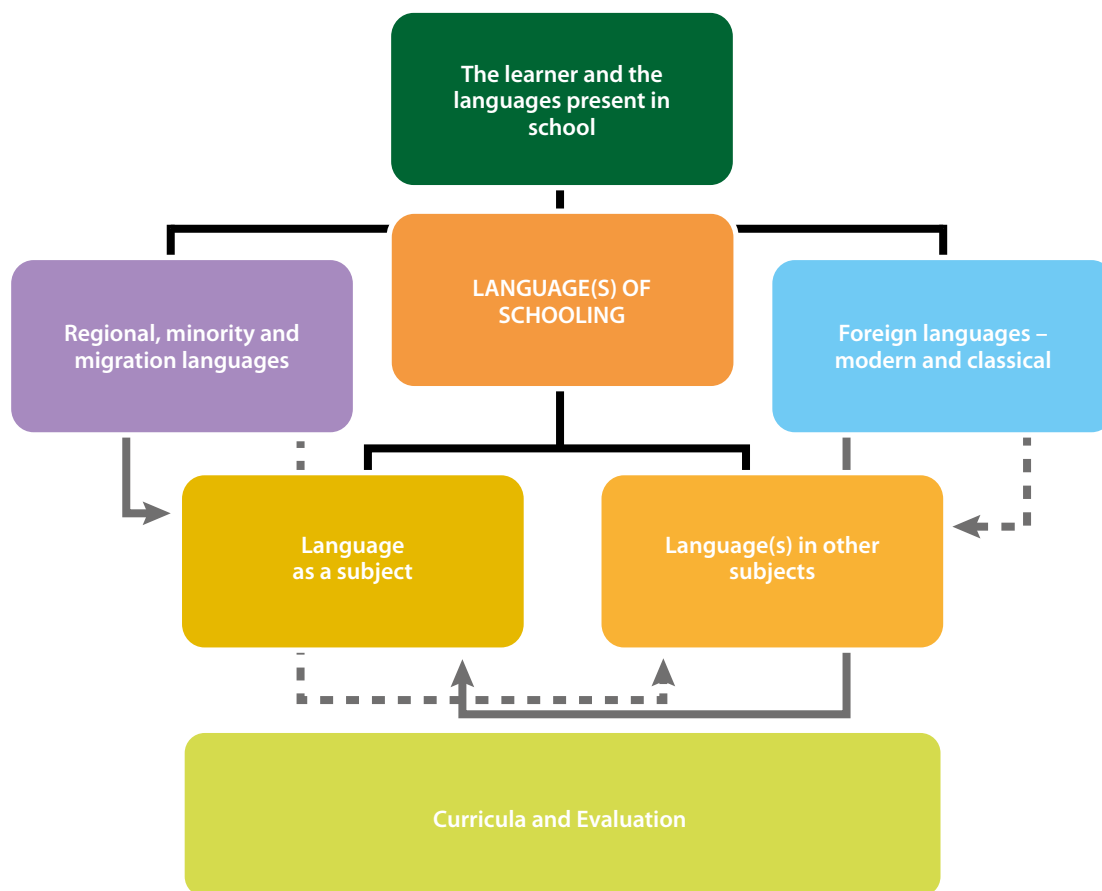 The learner and the
languages present in
school
LANGUAGE(S) OF
SCHOOLING
Regional, minority and
migration languages
Foreign languages –
modern and classical
Language
as a subject
Language(s) in other
subjects
Curricula and Evaluation